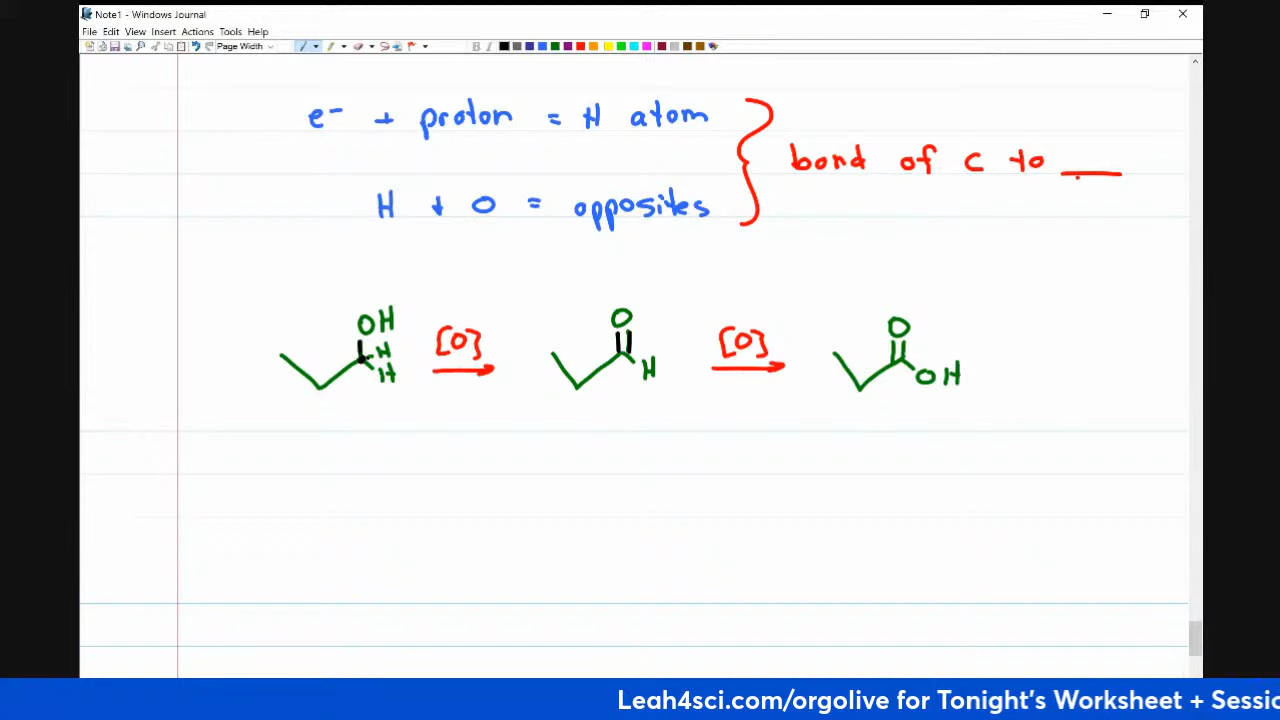 Note1 - Windows Journal
File Edit View Insert Actions Tools Help
Page Width
B I
e- + proton = H atom
bond of c to ___
H + O = opposites
OH H H
[O]
O H
[O]
O OH
Leah4sci.com/orgolive for Tonight's Worksheet + Sessio